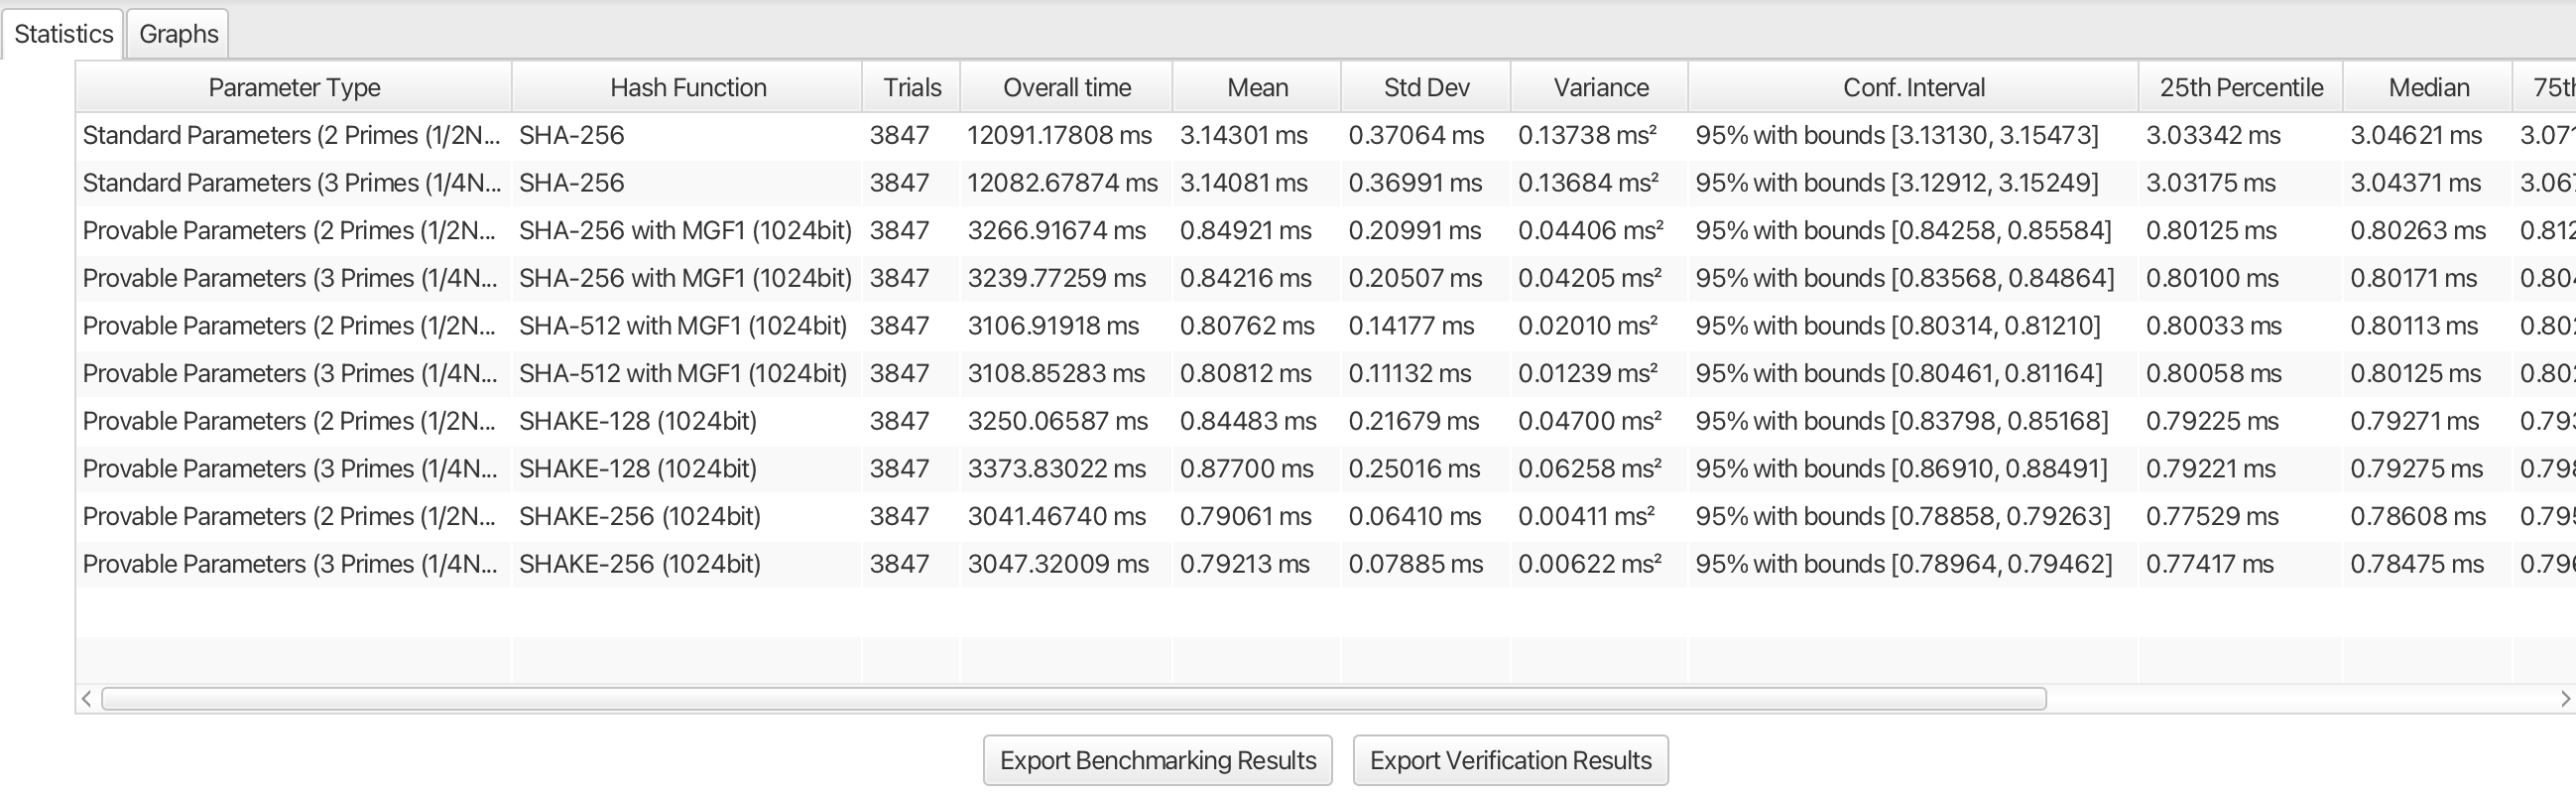 Statistics Graphs
Parameter Type Hash Function Trials Overall time Mean Std Dev Variance Conf. Interval 25th Percentile Median 75th
Standard Parameters (2 Primes (1/2N... SHA-256 3847 12091.17808 ms 3.14301 ms 0.37064 ms 0.13738 ms² 95% with bounds [3.13130, 3.15473] 3.03342 ms 3.04621 ms 3.071
Standard Parameters (3 Primes (1/4N... SHA-256 3847 12082.67874 ms 3.14081 ms 0.36991 ms 0.13684 ms² 95% with bounds [3.12912, 3.15249] 3.03175 ms 3.04371 ms 3.067
Provable Parameters (2 Primes (1/2N... SHA-256 with MGF1 (1024bit) 3847 3266.91674 ms 0.84921 ms 0.20991 ms 0.04406 ms² 95% with bounds [0.84258, 0.85584] 0.80125 ms 0.80263 ms 0.812
Provable Parameters (3 Primes (1/4N... SHA-256 with MGF1 (1024bit) 3847 3239.77259 ms 0.84216 ms 0.20507 ms 0.04205 ms² 95% with bounds [0.83568, 0.84864] 0.80100 ms 0.80171 ms 0.804
Provable Parameters (2 Primes (1/2N... SHA-512 with MGF1 (1024bit) 3847 3106.91918 ms 0.80762 ms 0.14177 ms 0.02010 ms² 95% with bounds [0.80314, 0.81210] 0.80033 ms 0.80113 ms 0.802
Provable Parameters (3 Primes (1/4N... SHA-512 with MGF1 (1024bit) 3847 3108.85283 ms 0.80812 ms 0.11132 ms 0.01239 ms² 95% with bounds [0.80461, 0.81164] 0.80058 ms 0.80125 ms 0.802
Provable Parameters (2 Primes (1/2N... SHAKE-128 (1024bit) 3847 3250.06587 ms 0.84483 ms 0.21679 ms 0.04700 ms² 95% with bounds [0.83798, 0.85168] 0.79225 ms 0.79271 ms 0.793
Provable Parameters (3 Primes (1/4N... SHAKE-128 (1024bit) 3847 3373.83022 ms 0.87700 ms 0.25016 ms 0.06258 ms² 95% with bounds [0.86910, 0.88491] 0.79221 ms 0.79275 ms 0.798
Provable Parameters (2 Primes (1/2N... SHAKE-256 (1024bit) 3847 3041.46740 ms 0.79061 ms 0.06410 ms 0.00411 ms² 95% with bounds [0.78858, 0.79263] 0.77529 ms 0.78608 ms 0.795
Provable Parameters (3 Primes (1/4N... SHAKE-256 (1024bit) 3847 3047.32009 ms 0.79213 ms 0.07885 ms 0.00622 ms² 95% with bounds [0.78964, 0.79462] 0.77417 ms 0.78475 ms 0.796
Export Benchmarking Results Export Verification Results